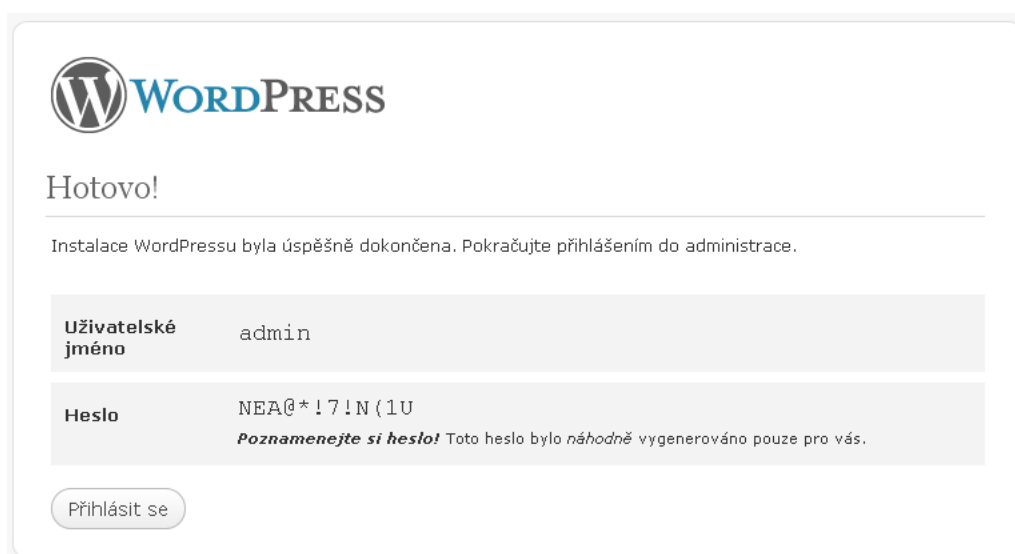 WORDPRESS
Hotovo!
Instalace WordPressu byla úspěšně dokončena. Pokračujte přihlášením do administrace.
Uživatelské
jméno
admin
Heslo
NEA@*!7!N(1U
Poznamenejte si heslo! Toto heslo bylo náhodně vygenerováno pouze pro vás.
Přihlásit se